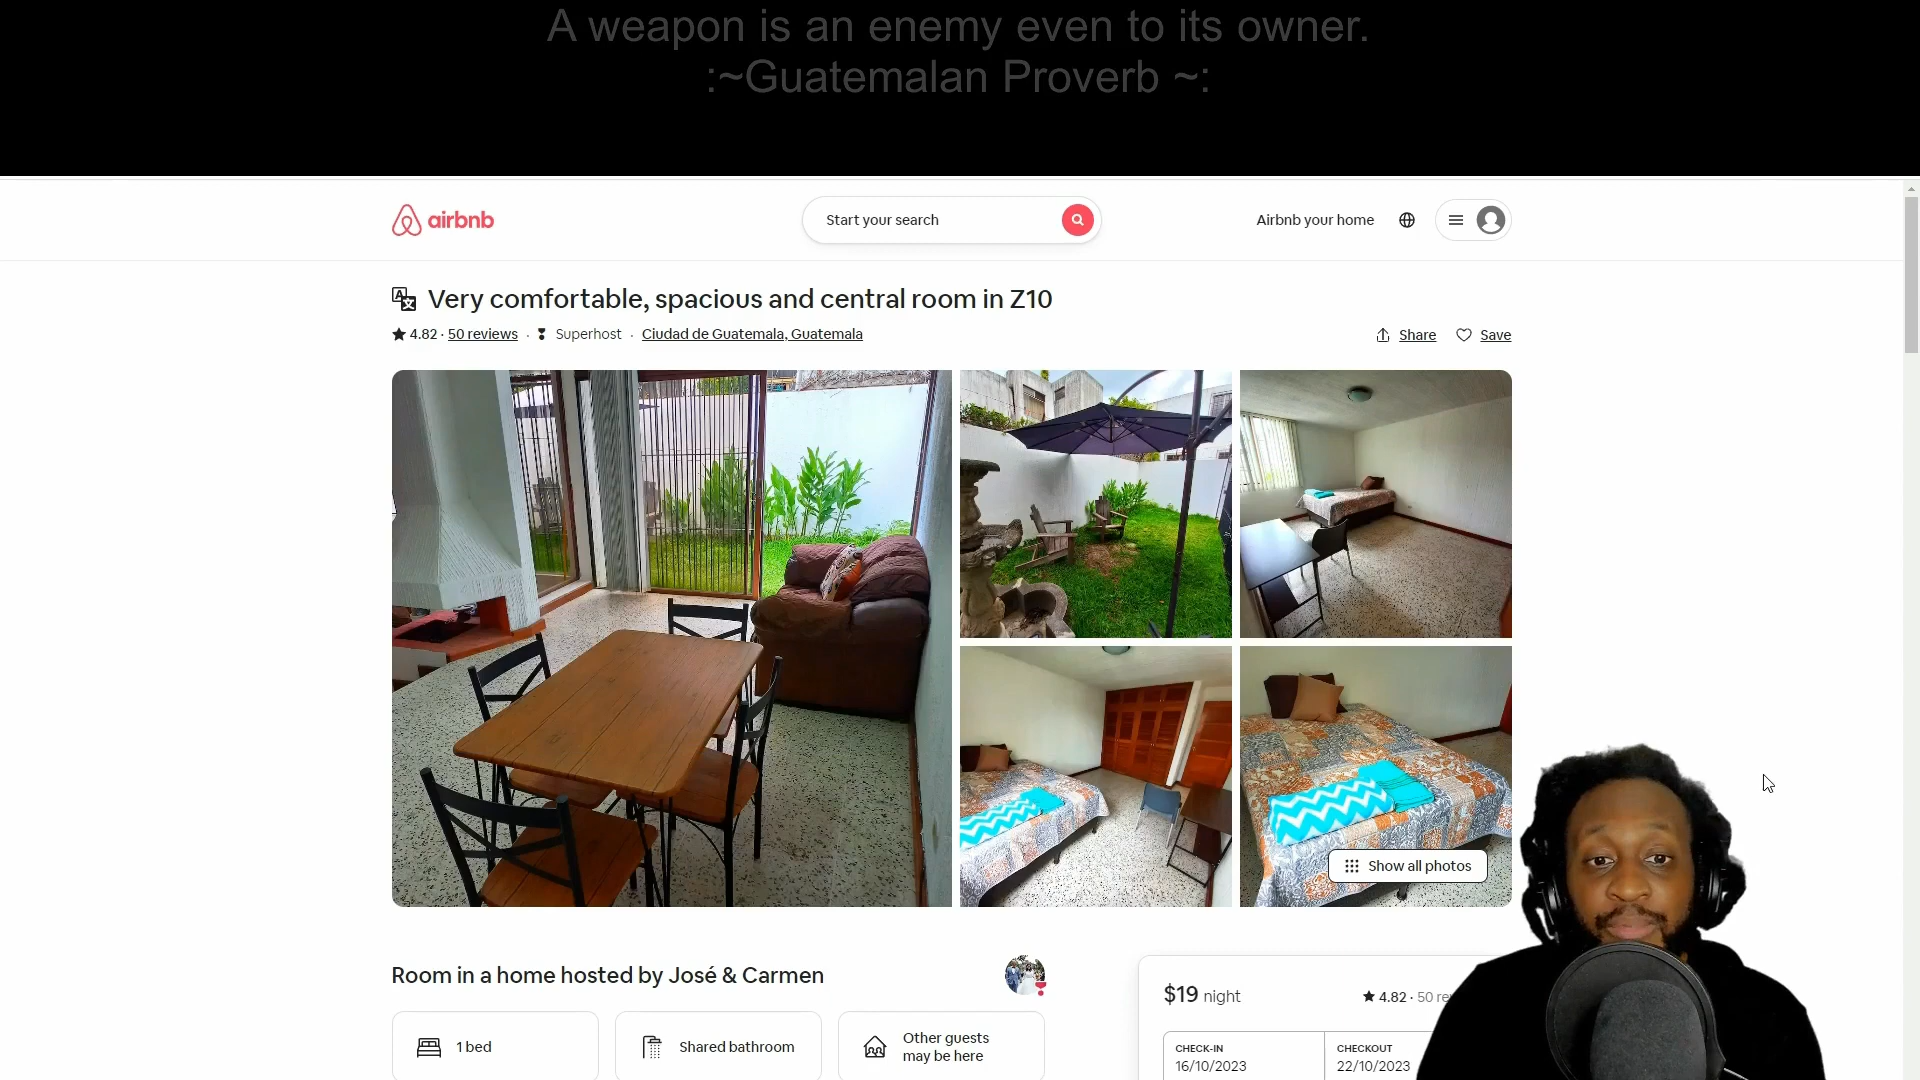 A weapon is an enemy even to its owner.
:~Guatemalan Proverb ~:
airbnb
Start your search
Airbnb your home
Very comfortable, spacious and central room in Z10
4.82 · 50 reviews · Superhost · Ciudad de Guatemala, Guatemala
Share
Save
Show all photos
Room in a home hosted by José & Carmen
1 bed
Shared bathroom
Other guests
may be here
$19 night
4.82 · 50
CHECK-IN
16/10/2023
CHECKOUT
22/10/2023